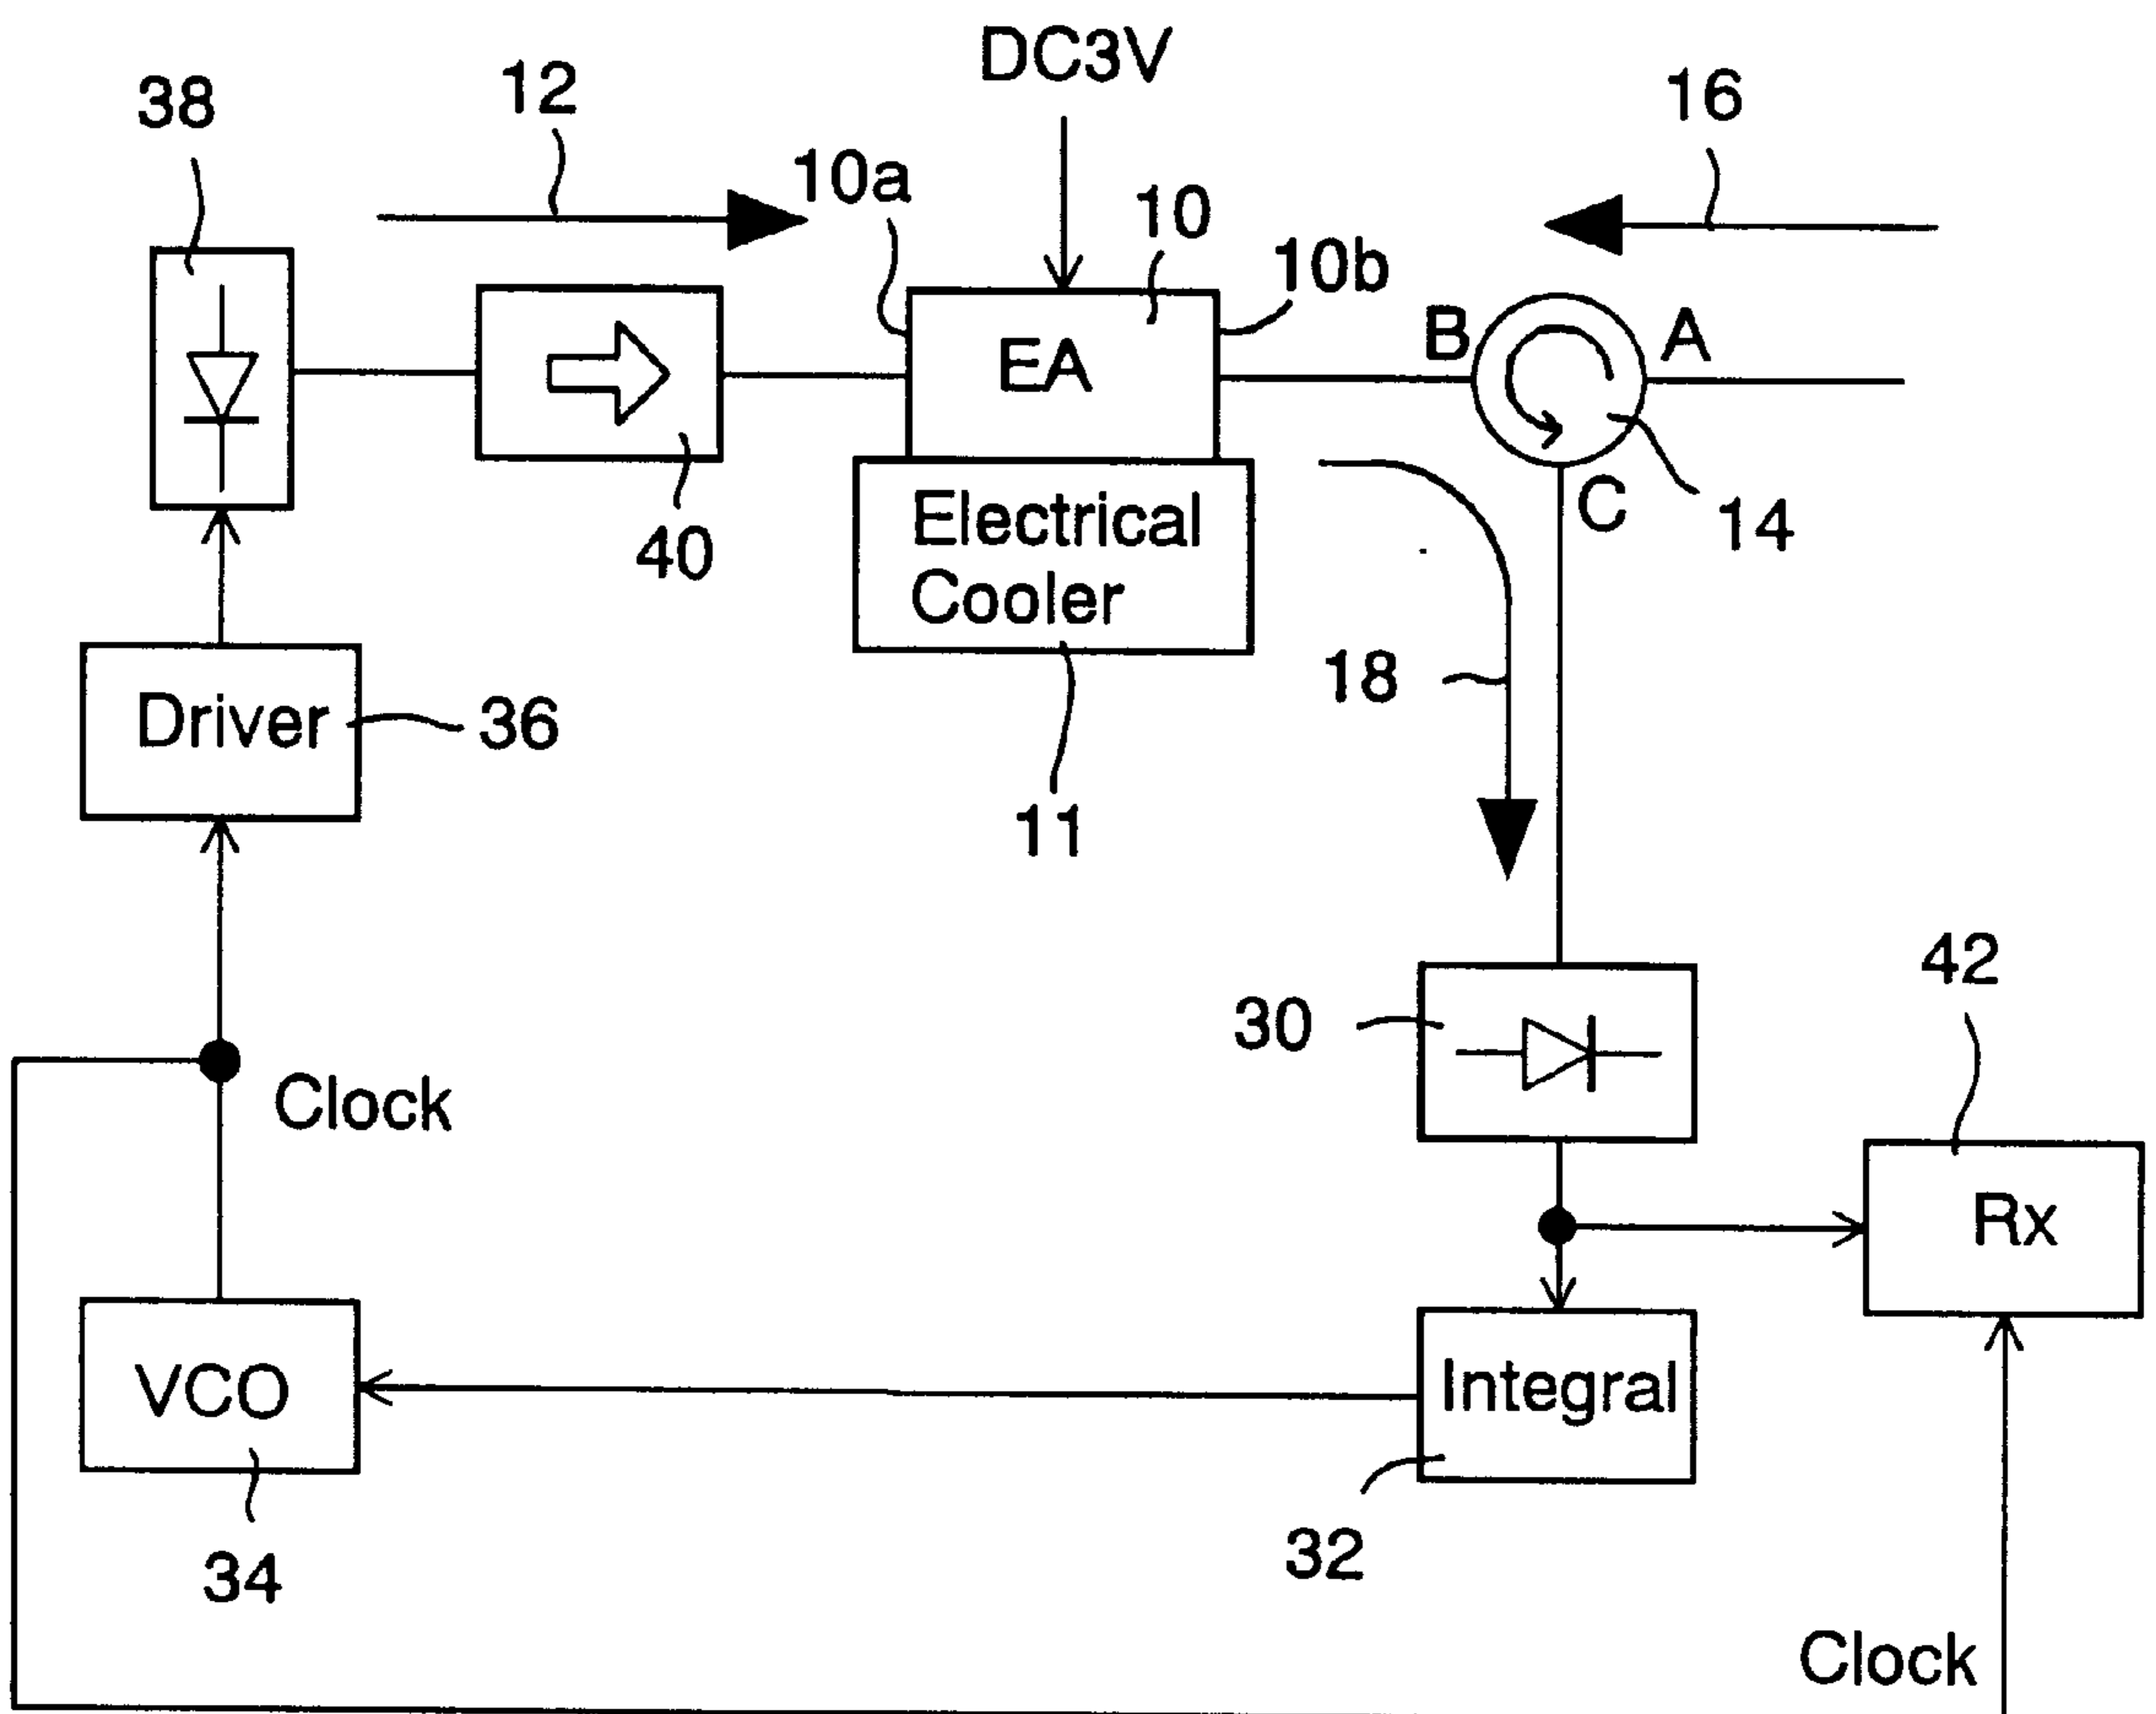 DC3V
12
16
38
10a
10
10b
B
A
EA
C
14
40
Electrical
Cooler
18
Driver
36
11
42
30
Clock
Rx
VCO
Integral
32
34
Clock